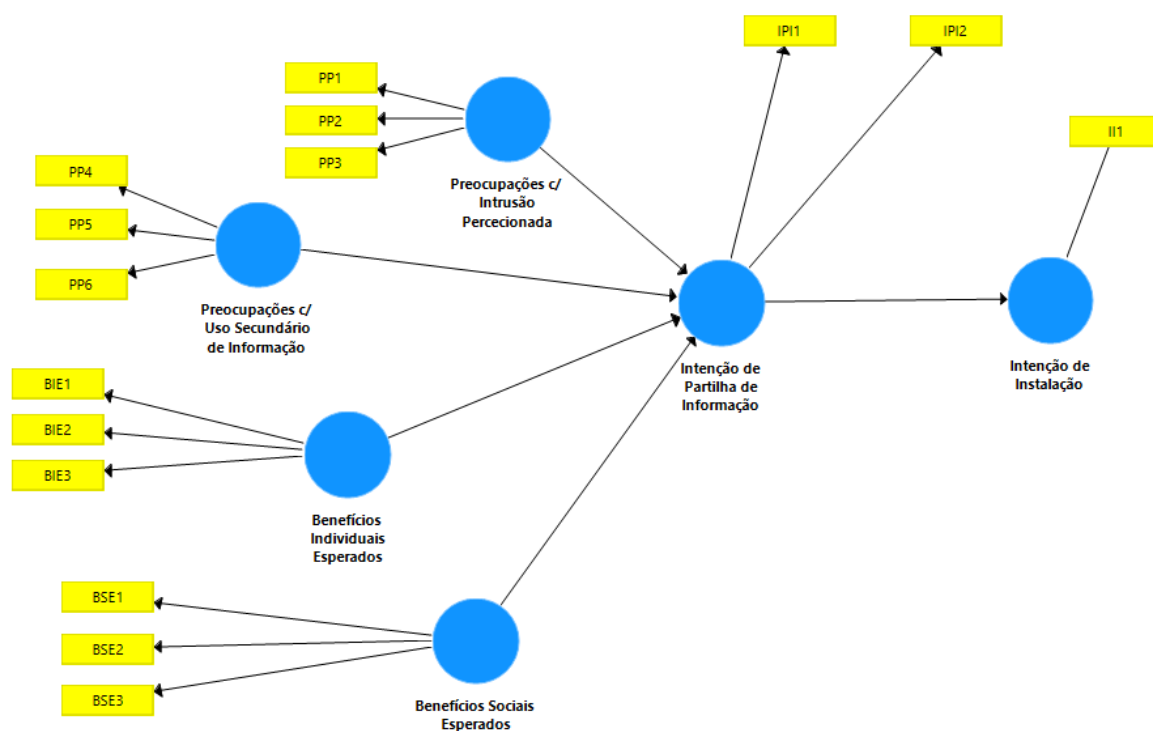 IPI1
IPI2
PP1
PP2
PP3
II1
Preocupações c/
Intrusão
Percecionada
PP4
PP5
PP6
Preocupações c/
Uso Secundário
de Informação
Intenção de
Partilha de
Informação
Intenção de
Instalação
BIE1
BIE2
BIE3
Benefícios
Individuais
Esperados
BSE1
BSE2
BSE3
Benefícios Sociais
Esperados